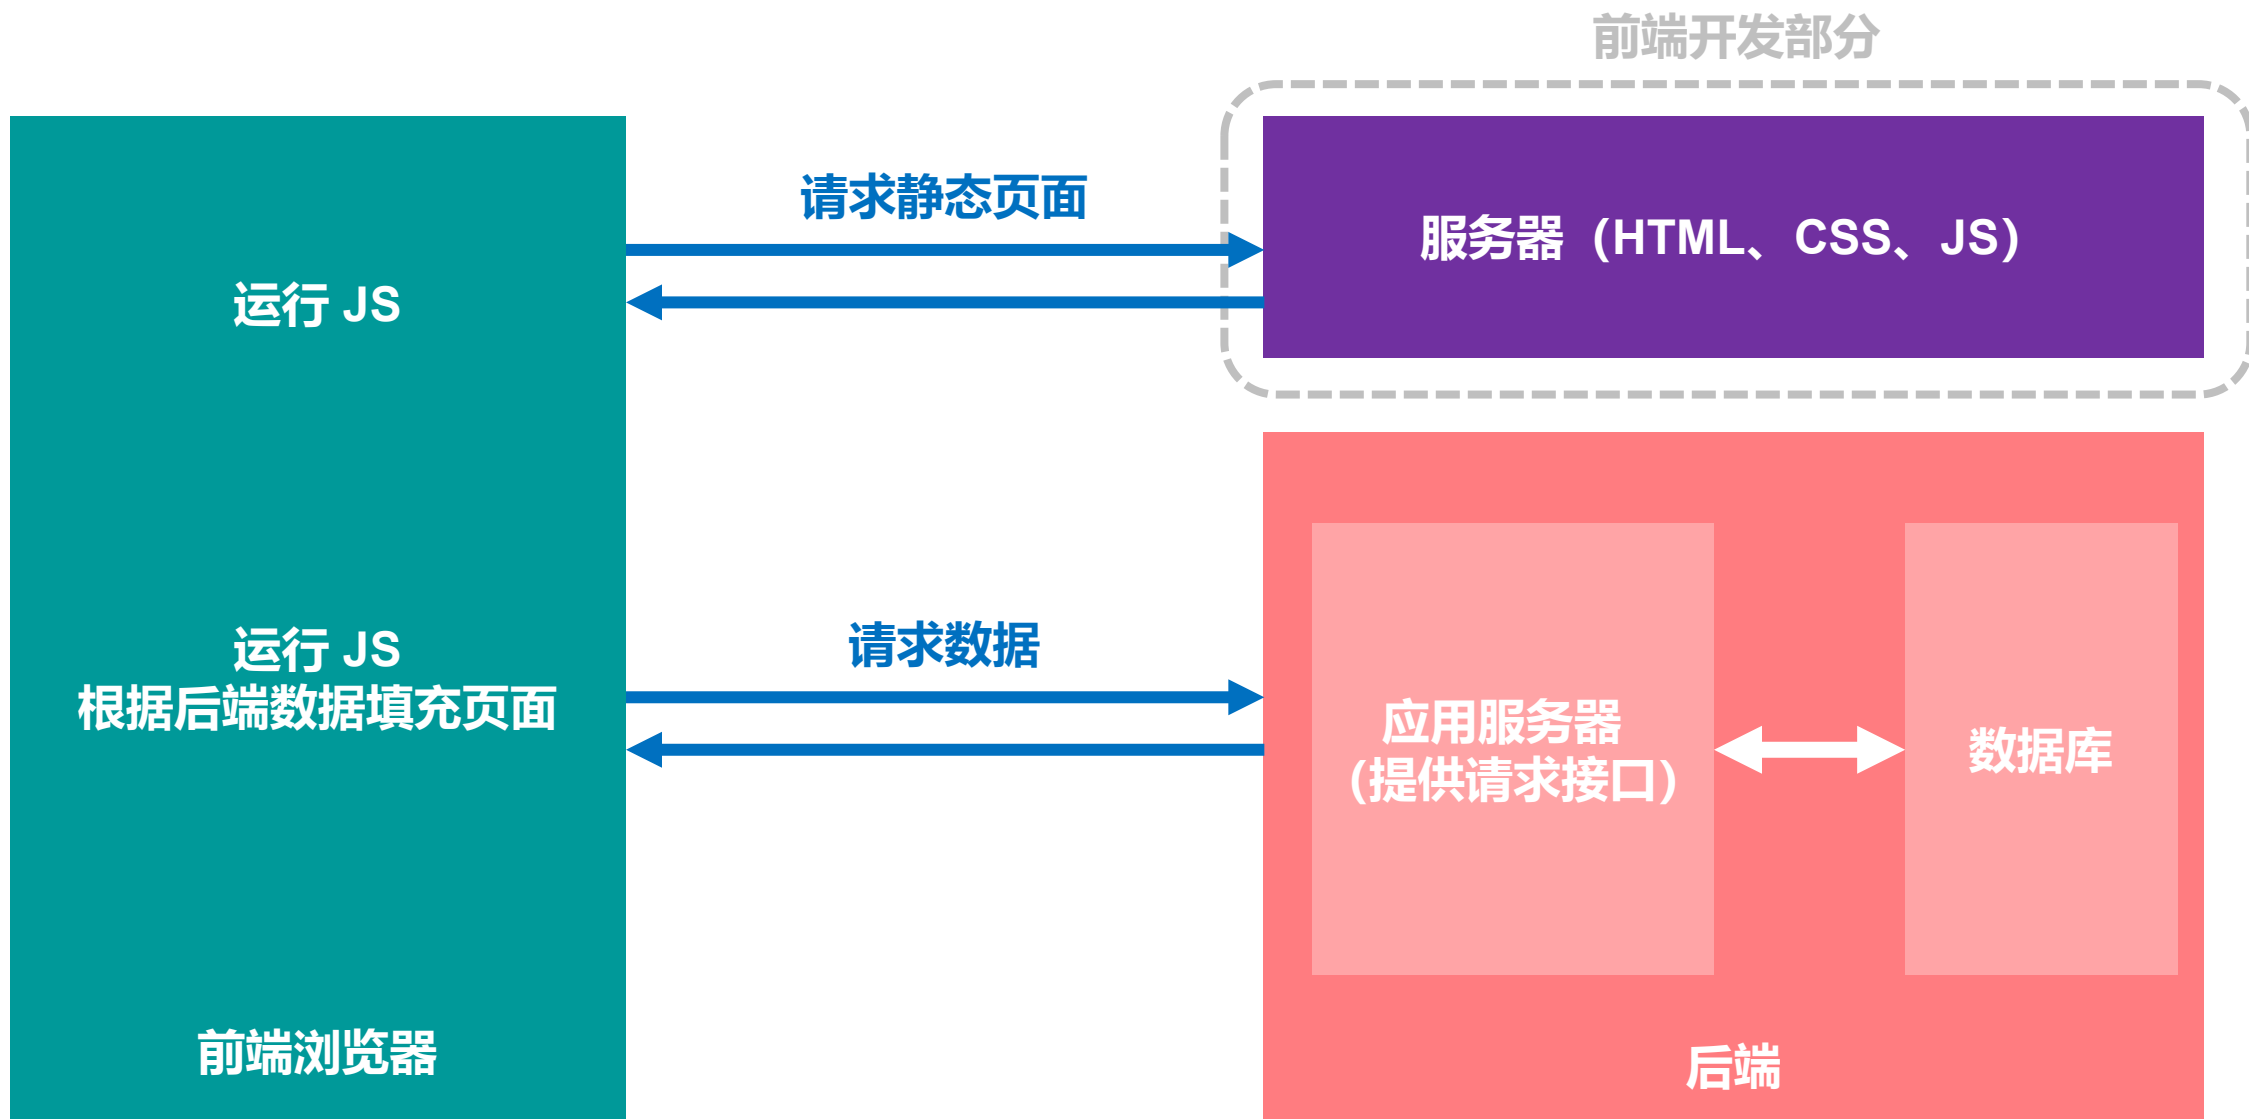 前端开发部分
请求静态页面
服务器（HTML、CSS、JS）
运行 JS
请求数据
运行 JS
根据后端数据填充页面
应用服务器
（提供请求接口）
数据库
前端浏览器
后端